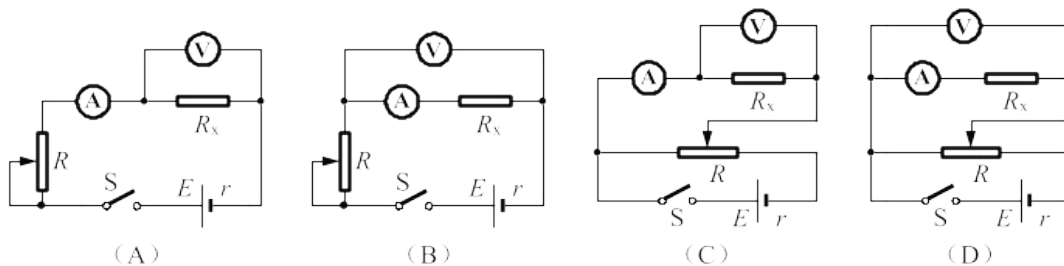 V V V V
A A A A
Rx Rx Rx Rx
R R R R
S E r S E r S E r S E r
（A） （B） （C） （D）